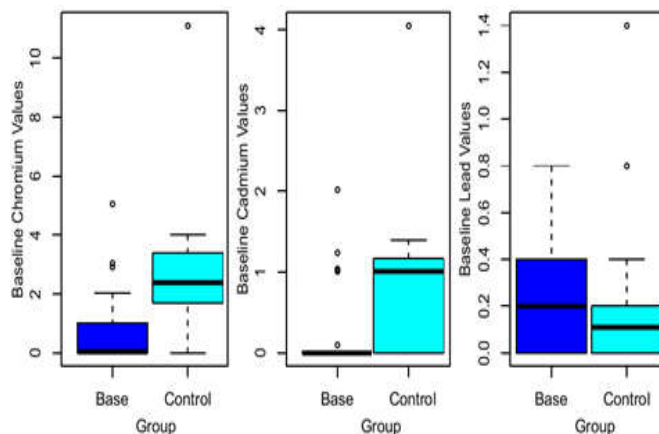 Baseline Chromium Values
10
8
6
4
2
0
Base Control
Group
Baseline Cadmium Values
4
3
2
1
0
Base Control
Group
Baseline Lead Values
1.4
1.2
1.0
0.8
0.6
0.4
0.2
0.0
Base Control
Group